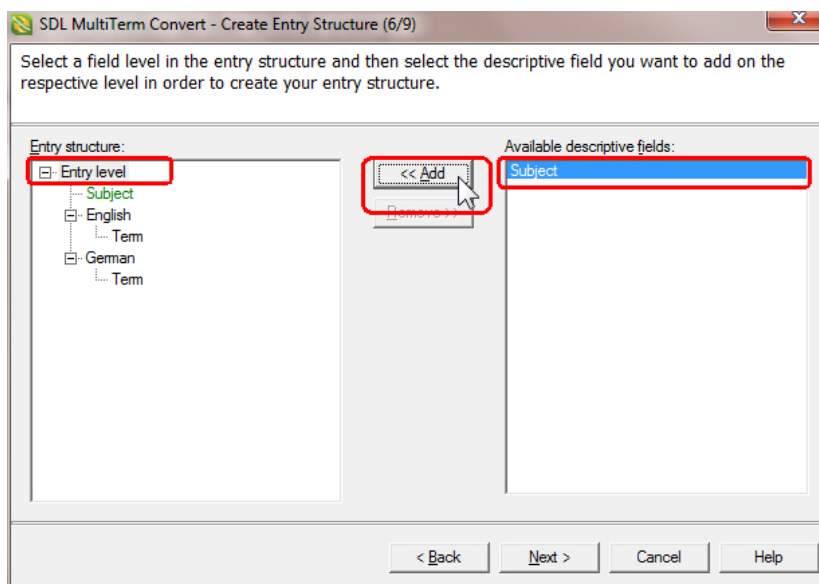 SDL MultiTerm Convert - Create Entry Structure (6/9)
x
Select a field level in the entry structure and then select the descriptive field you want to add on the
respective level in order to create your entry structure.
Entry structure:
Entry level
Subject
English
Term
German
Term
<< Add
Remove >>
Available descriptive fields:
Subject
< Back
Next >
Cancel
Help